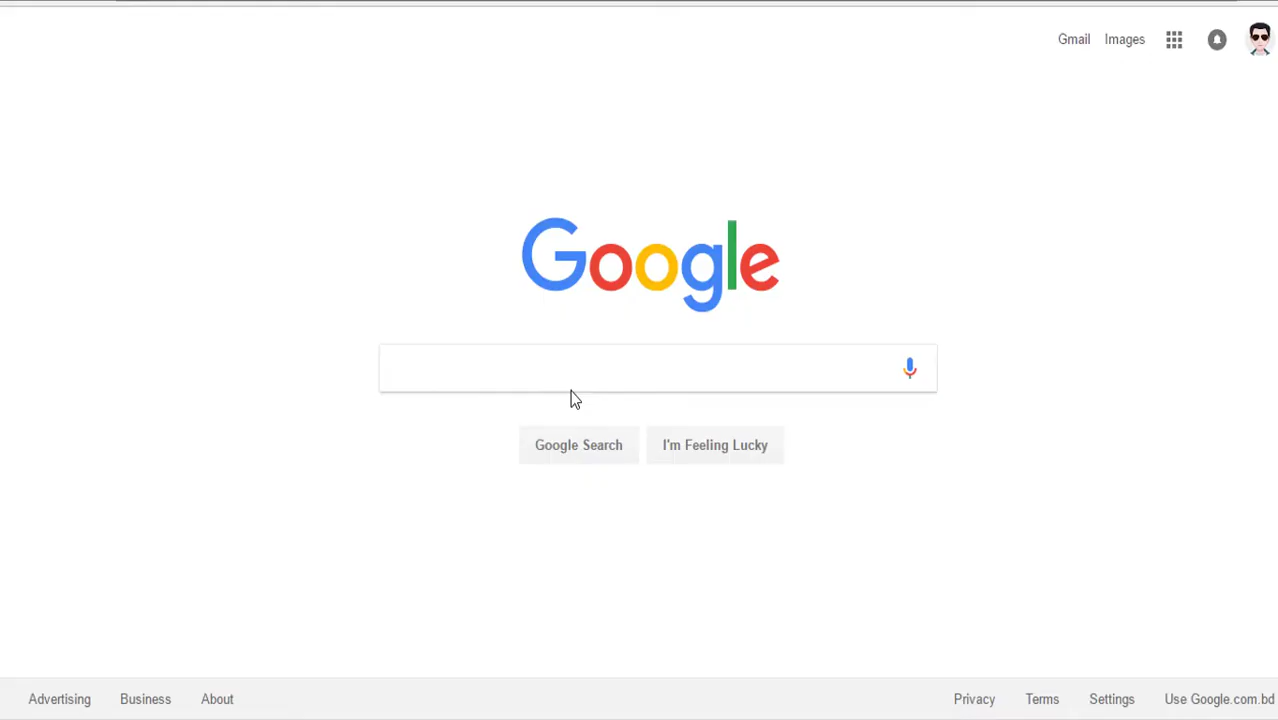 Gmail Images
Google
Google Search I'm Feeling Lucky
Advertising Business About Privacy Terms Settings Use Google.com.bd